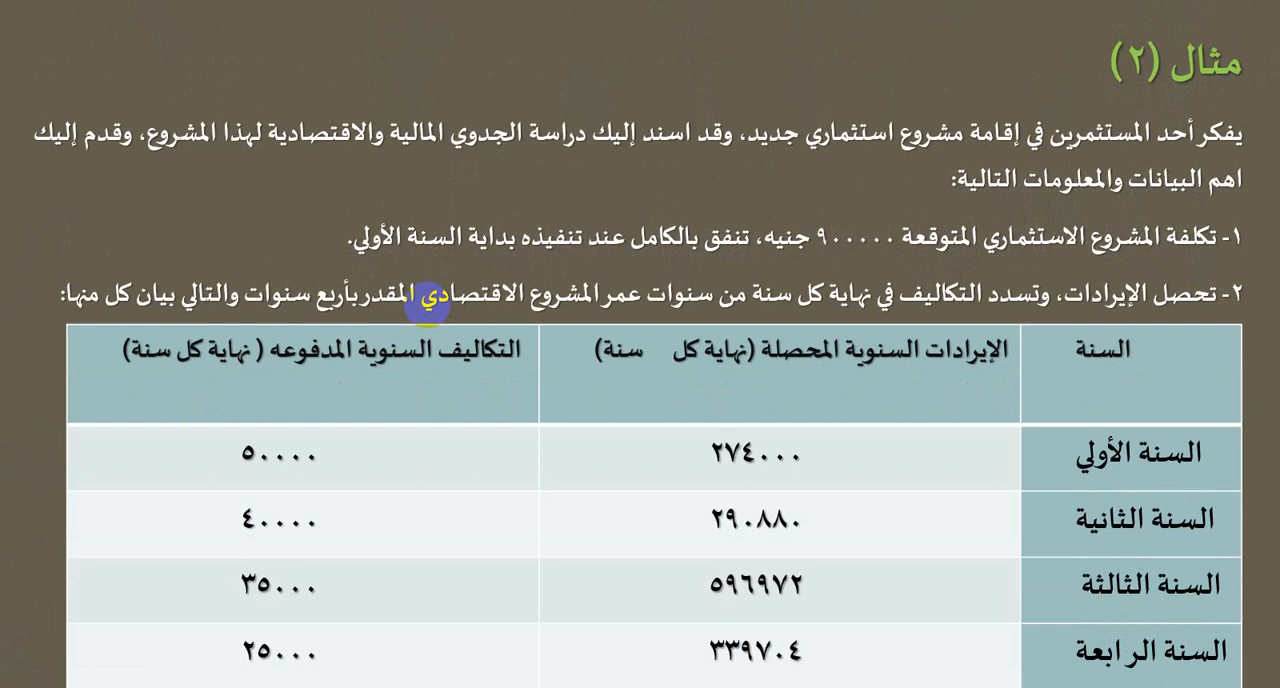 مثال (٢)
يفكر أحد المستثمرين في إقامة مشروع استثماري جديد، وقد اسند إليك دراسة الجدوي المالية والاقتصادية لهذا المشروع، وقدم إليك
اهم البيانات والمعلومات التالية:
١- تكلفة المشروع الاستثماري المتوقعة ٩٠٠٠٠٠ جنيه، تنفق بالكامل عند تنفيذه بداية السنة الأولي.
٢- تحصل الإيرادات، وتسدد التكاليف في نهاية كل سنة من سنوات عمر المشروع الاقتصادي المقدر بأربع سنوات والتالي بيان كل منها:
السنة الإيرادات السنوية المحصلة (نهاية كل سنة) التكاليف السنوية المدفوعه ( نهاية كل سنة)
السنة الأولي ٢٧٤٠٠٠ ٥٠٠٠٠
السنة الثانية ٢٩٠٨٨٠ ٤٠٠٠٠
السنة الثالثة ٥٩٦٩٧٢ ٣٥٠٠٠
السنة الرابعة ٣٣٩٧٠٤ ٢٥٠٠٠